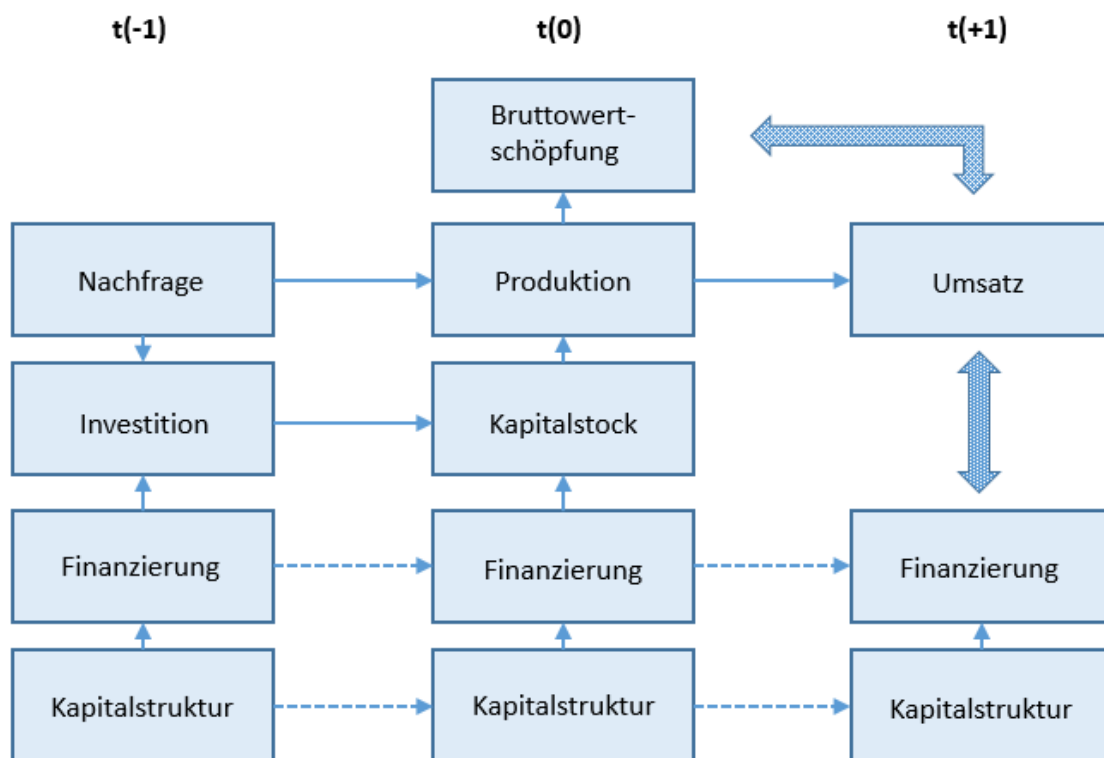 t(-1) t(0) t(+1)
Bruttowert-
schöpfung
Nachfrage Produktion Umsatz
Investition Kapitalstock
Finanzierung Finanzierung Finanzierung
Kapitalstruktur Kapitalstruktur Kapitalstruktur